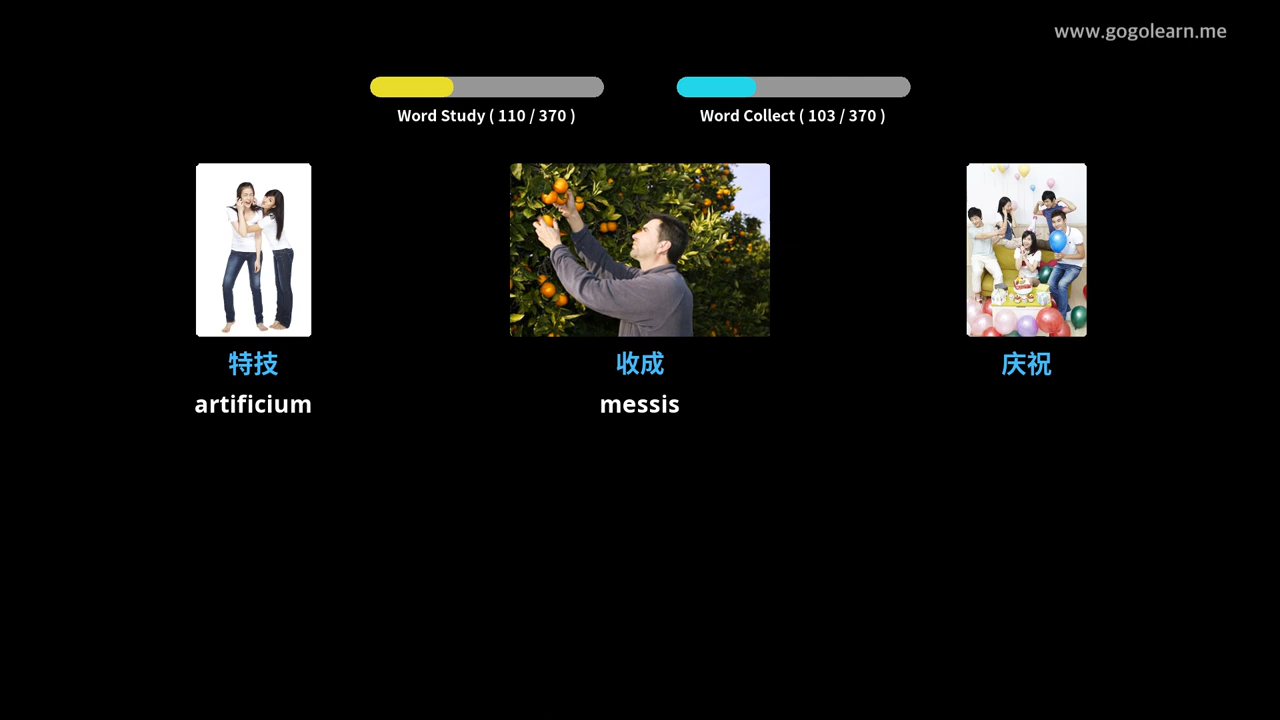 www.gogolearn.me
Word Study ( 110 / 370 )
Word Collect ( 103 / 370 )
特技
收成
庆祝
artificium
messis